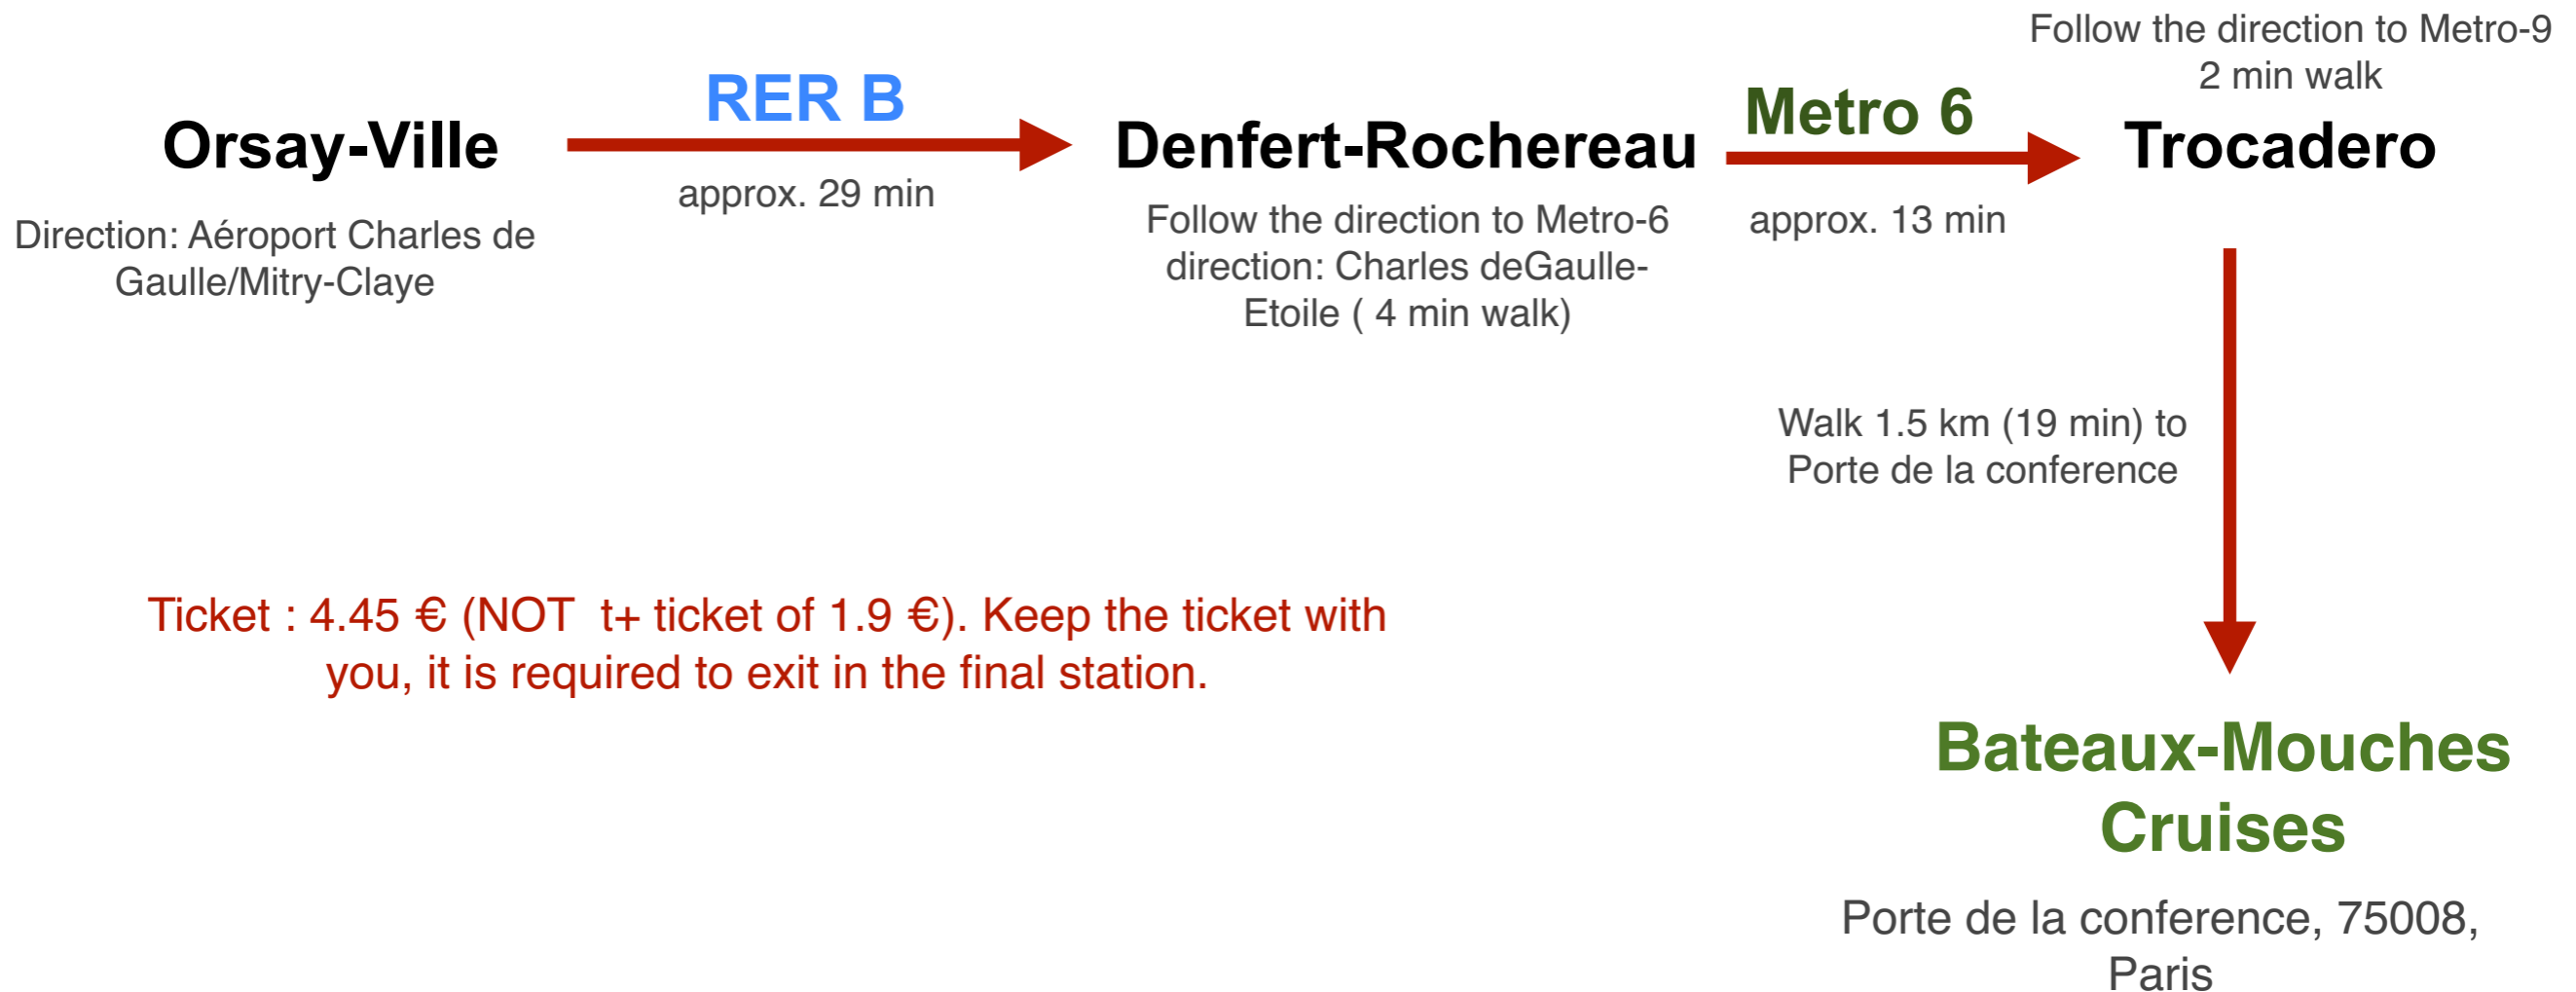 Orsay-Ville
Direction: Aéroport Charles de
Gaulle/Mitry-Claye
RER B
approx. 29 min
Denfert-Rochereau
Follow the direction to Metro-6
direction: Charles deGaulle-
Etoile ( 4 min walk)
Metro 6
approx. 13 min
Follow the direction to Metro-9
2 min walk
Trocadero
Walk 1.5 km (19 min) to
Porte de la conference
Ticket : 4.45 € (NOT  t+ ticket of 1.9 €). Keep the ticket with
you, it is required to exit in the final station.
Bateaux-Mouches
Cruises
Porte de la conference, 75008,
Paris